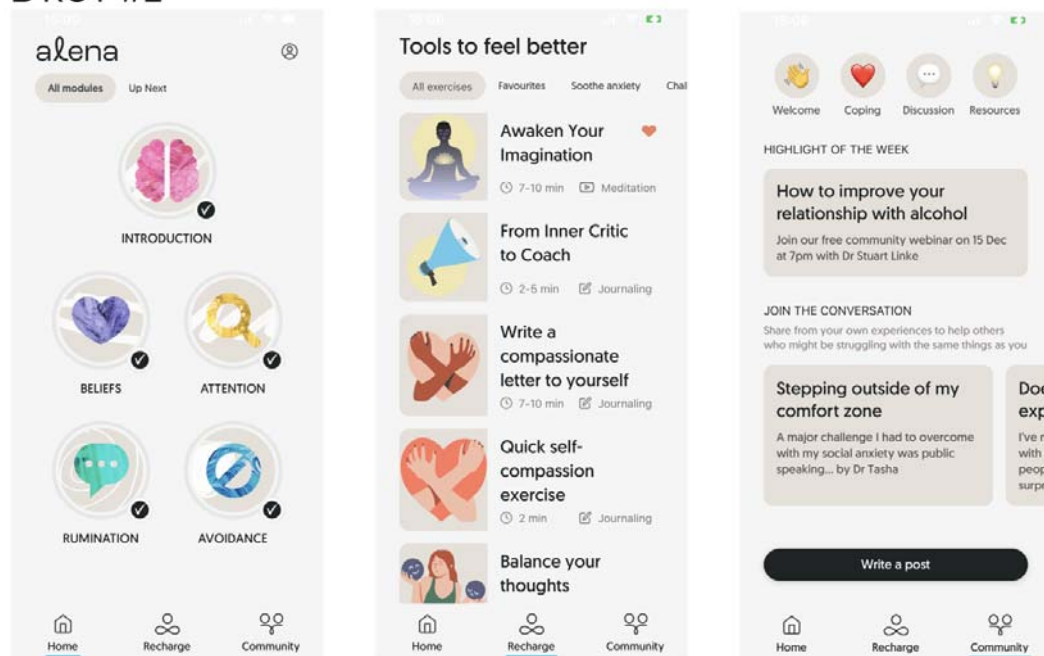 alena
All modules Up Next
INTRODUCTION
BELIEFS
ATTENTION
RUMINATION
AVOIDANCE
Home Recharge Community
Tools to feel better
All exercises Favourites Soothe anxiety Chal
Awaken Your
Imagination
7-10 min Meditation
From Inner Critic
to Coach
2-5 min Journaling
Write a
compassionate
letter to yourself
7-10 min Journaling
Quick self-
compassion
exercise
2 min Journaling
Balance your
thoughts
Home Recharge Community
Welcome Coping Discussion Resources
HIGHLIGHT OF THE WEEK
How to improve your
relationship with alcohol
Join our free community webinar on 15 Dec
at 7pm with Dr Stuart Linke
JOIN THE CONVERSATION
Share from your own experiences to help others
who might be struggling with the same things as you
Stepping outside of my
comfort zone
A major challenge I had to overcome
with my social anxiety was public
speaking... by Dr Tasha
Doe
exp
I've r
with
peop
surpr
Write a post
Home Recharge Community